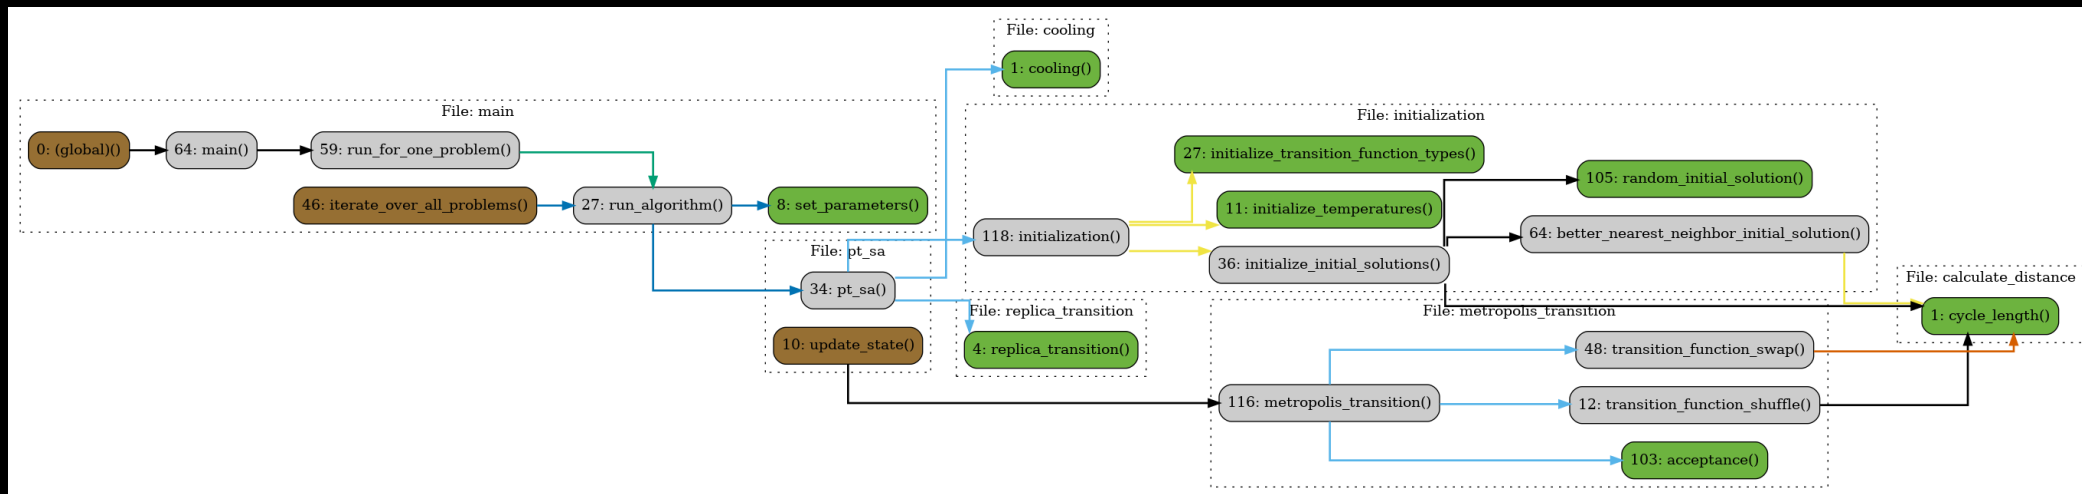 File: cooling
1: cooling()
File: main
0: (global)()
64: main()
59: run_for_one_problem()
46: iterate_over_all_problems()
27: run_algorithm()
8: set_parameters()
File: pt_sa
34: pt_sa()
10: update_state()
File: initialization
27: initialize_transition_function_types()
105: random_initial_solution()
11: initialize_temperatures()
118: initialization()
64: better_nearest_neighbor_initial_solution()
36: initialize_initial_solutions()
File: replica_transition
4: replica_transition()
File: metropolis_transition
48: transition_function_swap()
116: metropolis_transition()
12: transition_function_shuffle()
103: acceptance()
File: calculate_distance
1: cycle_length()